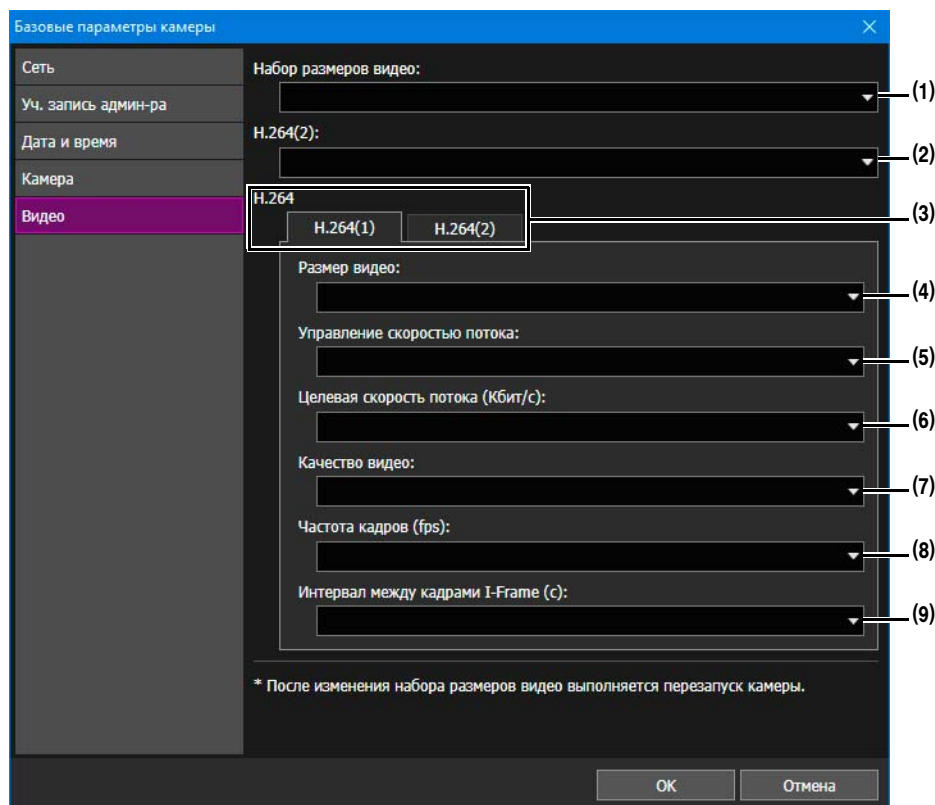 Базовые параметры камеры
Сеть
Уч. запись админ-ра
Дата и время
Камера
Видео
Набор размеров видео:
(1)
H.264(2):
(2)
H.264
H.264(1) H.264(2)
(3)
Размер видео:
(4)
Управление скоростью потока:
(5)
Целевая скорость потока (Кбит/с):
(6)
Качество видео:
(7)
Частота кадров (fps):
(8)
Интервал между кадрами I-Frame (с):
(9)
* После изменения набора размеров видео выполняется перезапуск камеры.
OK Отмена